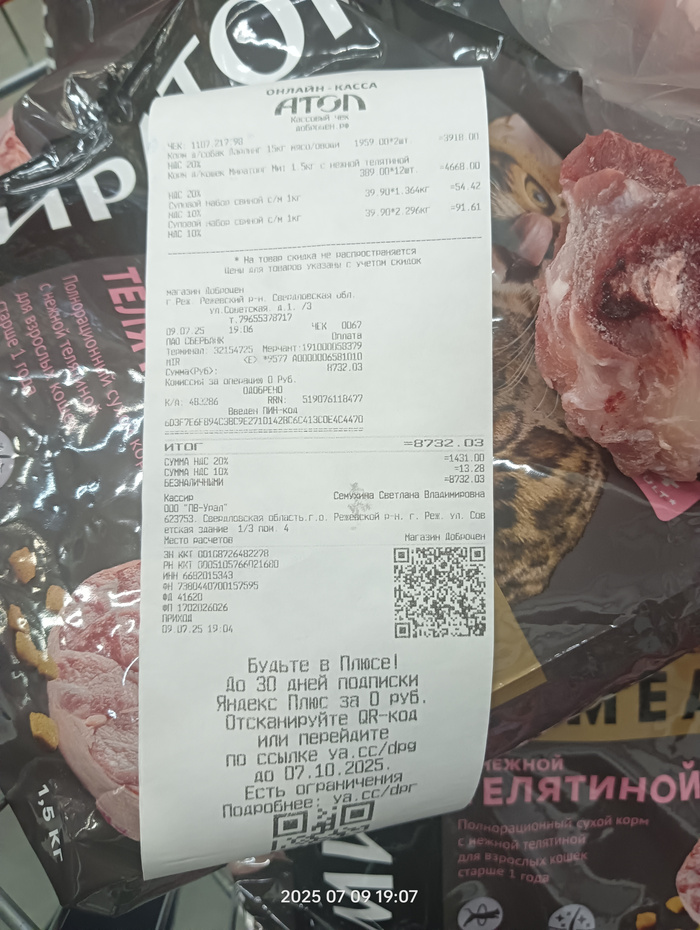 ОНЛАЙН-КАССА
АТОЛ
Кассовый чек
доброцен.рф
ЧЕК: 1107.217.90
Корм д/собак 15кг 1959.00*2шт. =3918.00
НДС 20%
Корм д/кошек Мираторг Мит 1.5кг с нежной телятиной
389.00*12шт. =4668.00
НДС 20%
Суповой набор свиной с/м 1кг 39.90*1.364кг =54.42
НДС 10%
Суповой набор свиной с/м 1кг 39.90*2.296кг =91.61
НДС 10%
* На товар скидка не распространяется
Цены для товаров указаны с учетом скидок
магазин Доброцен
г Реж Режевский р-н. Свердловская обл.
ул.Советская, д.1. /3
т.79655378717
09.07.25 19:06 ЧЕК 0067
ПАО СБЕРБАНК Оплата
Терминал: 32154725 Мерчант:191000058379
MIR <E> *9577 A0000006581010
Сумма(Руб): 8732.03
Комиссия за операцию 0 Руб.
ОДОБРЕНО
К/А: RRN: 519076118477
Введен ПИН-код
ИТОГ =8732.03
СУММА НДС 20% =1431.00
СУММА НДС 10% =13.28
БЕЗНАЛИЧНЫМИ =8732.03
Кассир Семухина Светлана Владимировна
ООО "ПВ-Урал"
623753. Свердловская область.г.о. Режевской р-н. г. Реж. ул. Сов
етская здание 1/3 пом. 4
Место расчетов Магазин Доброцен
ЗН ККТ 00108726482278
РН ККТ 0005105766021680
ИНН 6682015343
ФН 7380440700157595
ФД 41620
ФП 1702026026
ПРИХОД
09.07.25 19:04
Будьте в Плюсе!
До 30 дней подписки
Яндекс Плюс за 0 руб.
Отсканируйте QR-код
или перейдите
по ссылке ya.cc/dpg
до 07.10.2025.
Есть ограничения
Подробнее: ya.cc/dpr
ТЕЛЯ
Полнорационный су
с нежной телятино
для взрослых кошек
старше 1 года
1,5 кг
MEA
НЕЖНОЙ
ТЕЛЯТИНОЙ
Полнорационный сухой корм
с нежной телятиной
для взрослых кошек
старше 1 года
2025 07 09 19:07